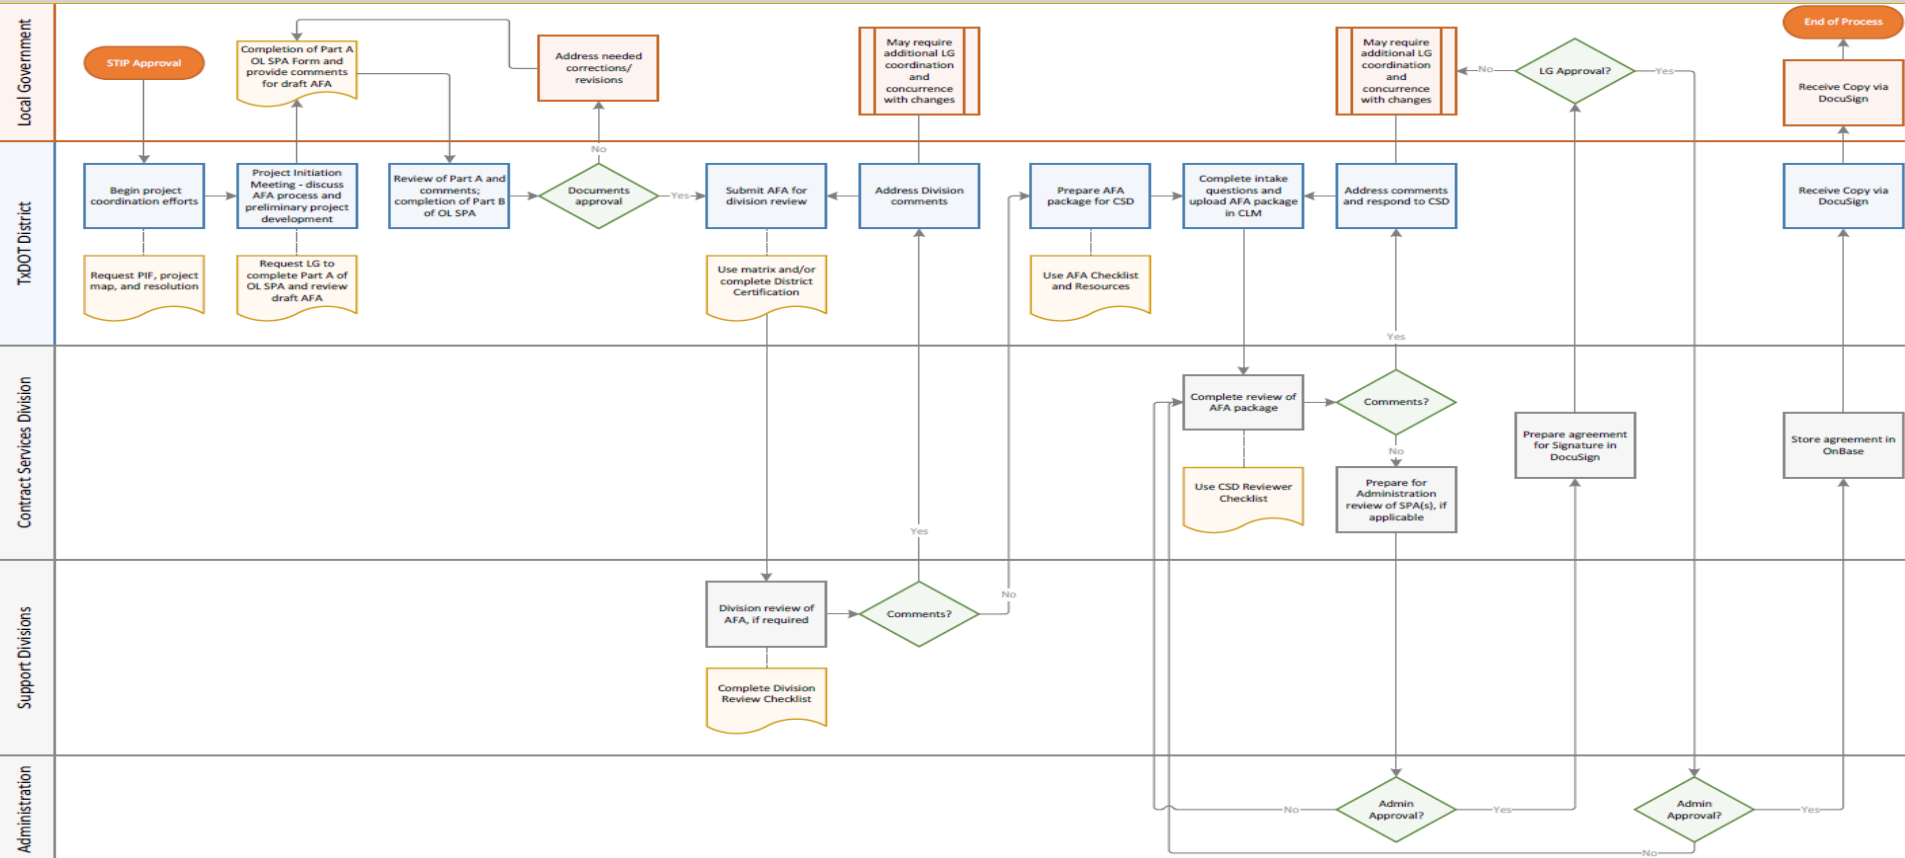 Local Government
STIP Approval
Completion of Part A
OL SPA Form and
provide comments
for draft AFA
Address needed
corrections/
revisions
May require
additional LG
coordination
and
concurrence
with changes
May require
additional LG
coordination
and
concurrence
with changes
No
LG Approval?
Yes
End of Process
Receive Copy via
DocuSign
TxDOT District
Begin project
coordination efforts
Project Initiation
Meeting - discuss
AFA process and
preliminary project
development
Review of Part A and
comments;
completion of Part B
of OL SPA
No
Documents
approval
Yes
Submit AFA for
division review
Address Division
comments
Prepare AFA
package for CSD
Complete intake
questions and
upload AFA package
in CLM
Address comments
and respond to CSD
Receive Copy via
DocuSign
Request PIF, project
map, and resolution
Request LG to
complete Part A of
OL SPA and review
draft AFA
Use matrix and/or
complete District
Certification
Use AFA Checklist
and Resources
Yes
Contract Services Division
Complete review of
AFA package
Comments?
No
Use CSD Reviewer
Checklist
Prepare for
Administration
review of SPA(s), if
applicable
Prepare agreement
for Signature in
DocuSign
Store agreement in
OnBase
Yes
Support Divisions
Division review of
AFA, if required
Comments?
No
Complete Division
Review Checklist
Administration
No
Admin
Approval?
Yes
Admin
Approval?
Yes
No